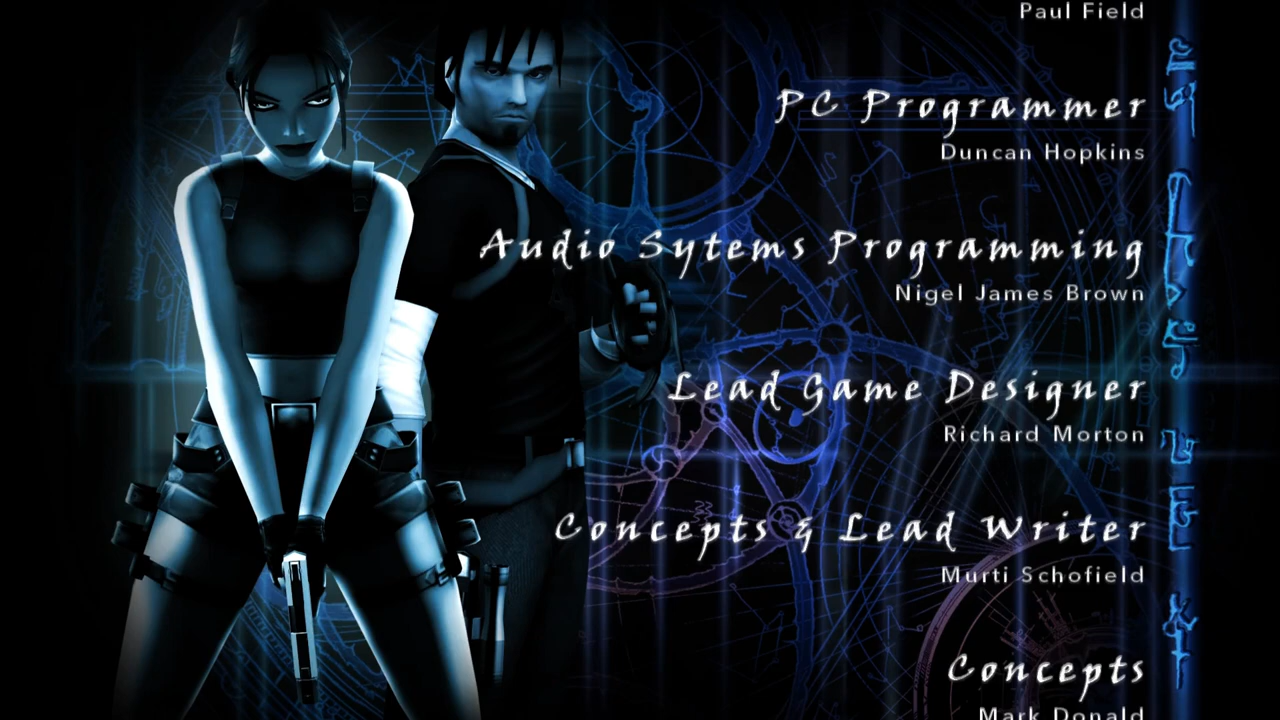 Paul Field
PC Programmer
Duncan Hopkins
Audio Sytems Programming
Nigel James Brown
Lead Game Designer
Richard Morton
Concepts & Lead Writer
Murti Schofield
Concepts
Mark Donald